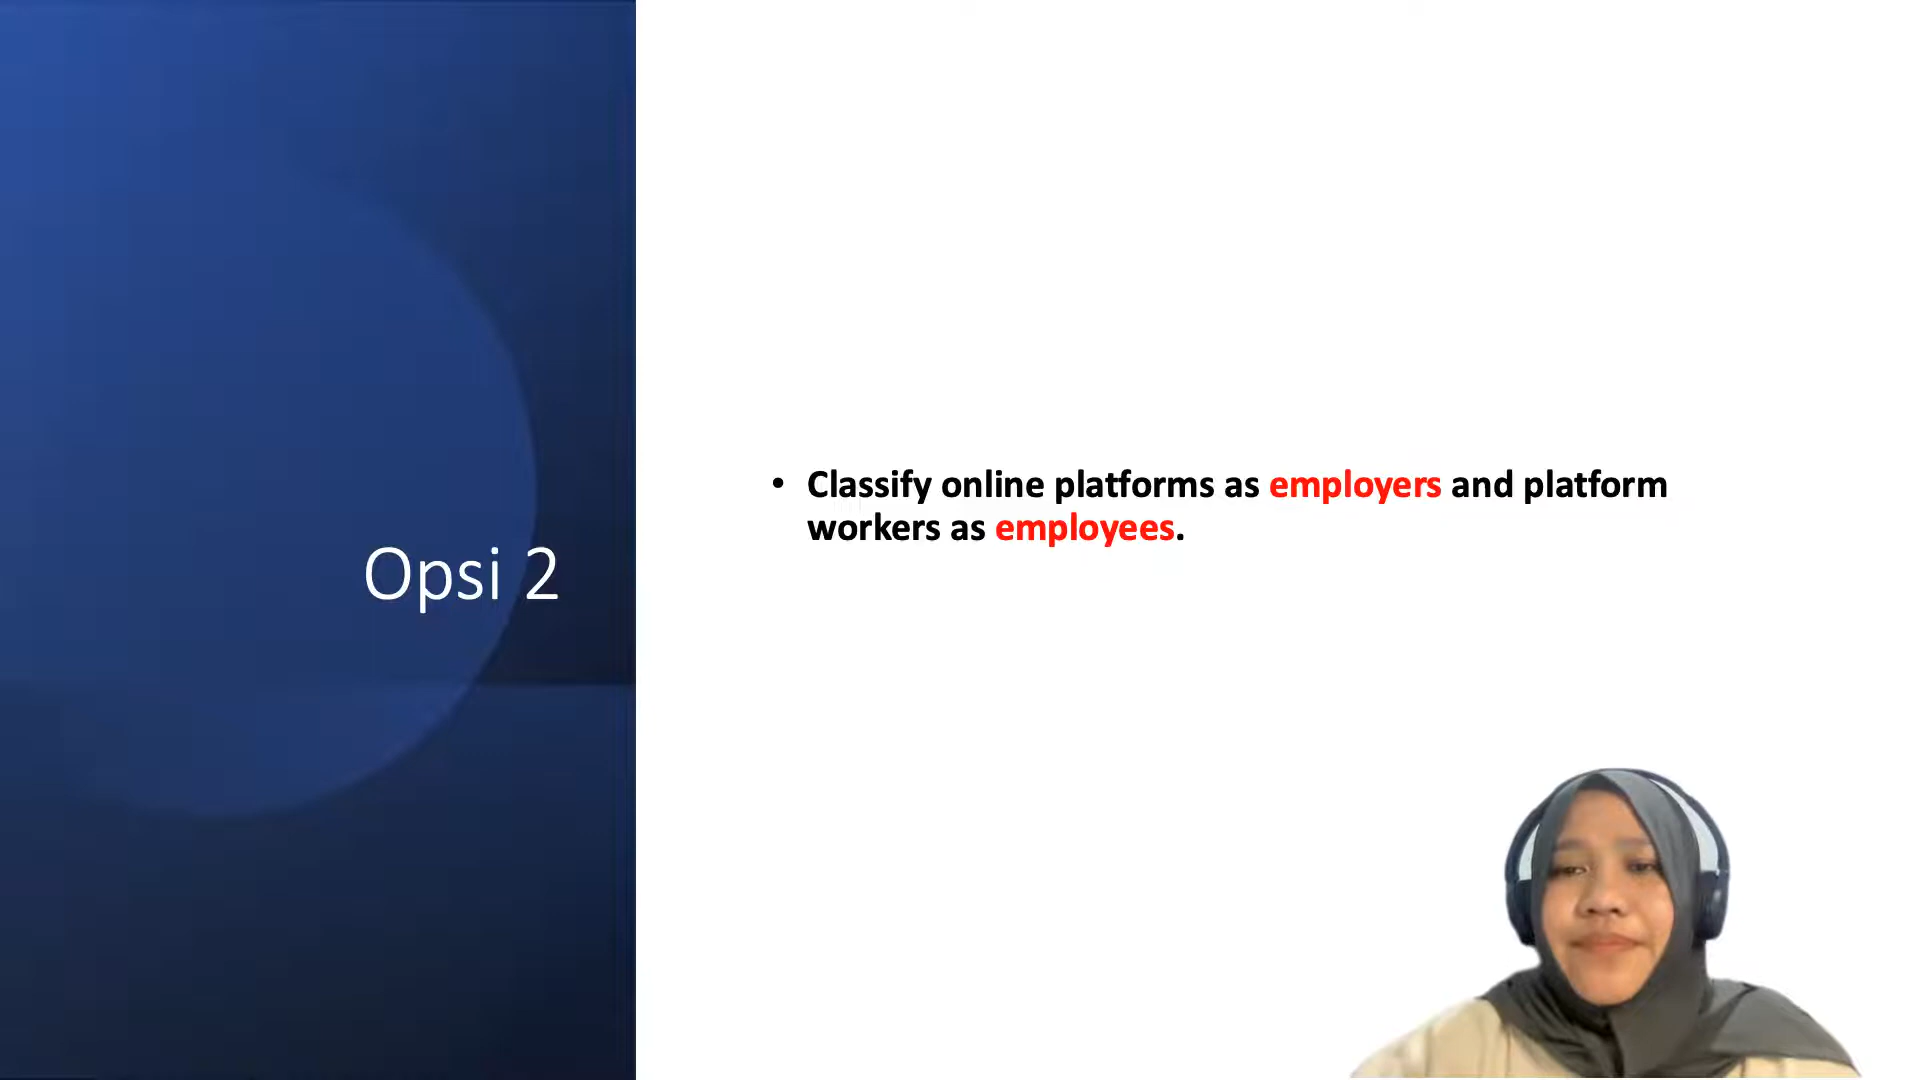 Opsi 2
• Classify online platforms as employers and platform
workers as employees.